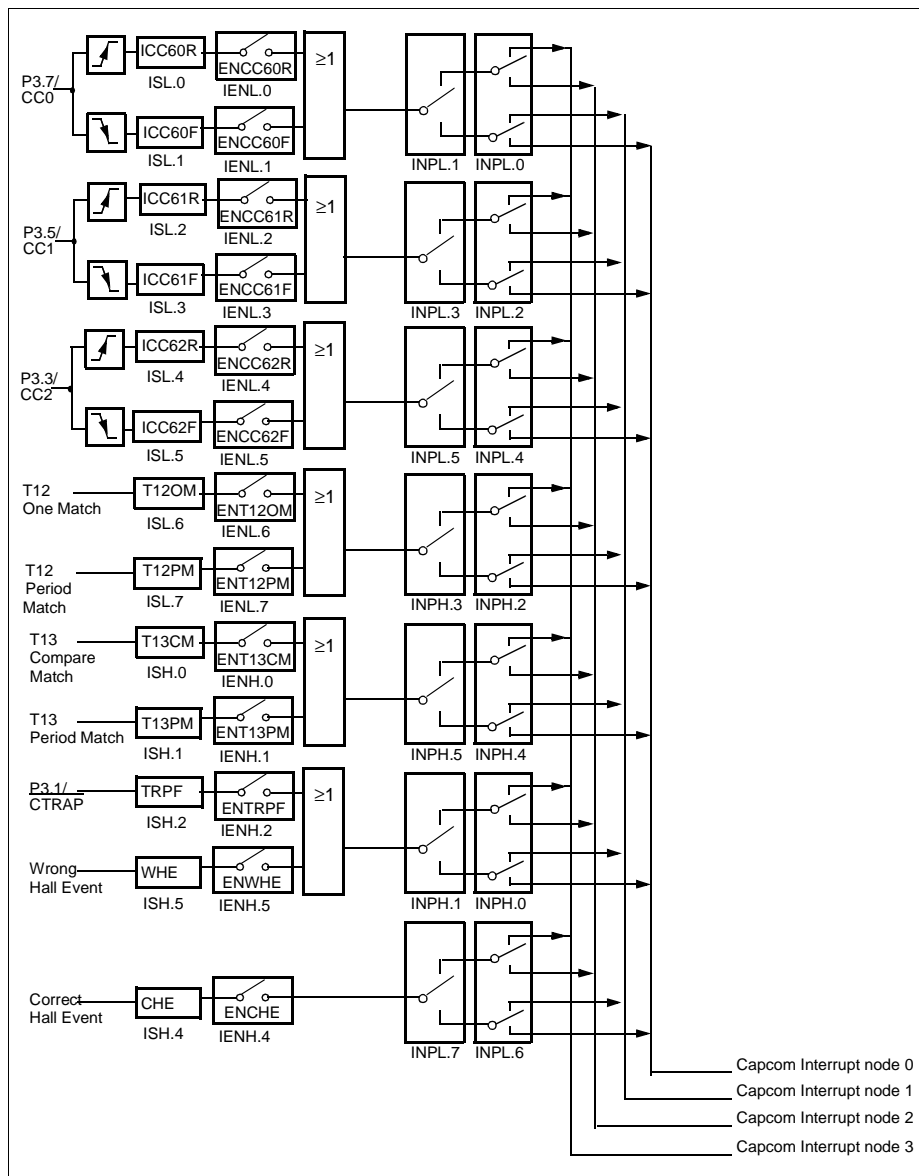 ICC60R
ENCC60R
≥1
ISL.0
IENL.0
P3.7/
CC0
ICC60F
ENCC60F
ISL.1
IENL.1
INPL.1
INPL.0
ICC61R
ENCC61R
≥1
ISL.2
IENL.2
P3.5/
CC1
ICC61F
ENCC61F
ISL.3
IENL.3
INPL.3
INPL.2
ICC62R
ENCC62R
≥1
ISL.4
IENL.4
P3.3/
CC2
ICC62F
ENCC62F
ISL.5
IENL.5
INPL.5
INPL.4
T12
One Match
T12OM
ENT12OM
≥1
ISL.6
IENL.6
T12
Period
Match
T12PM
ENT12PM
ISL.7
IENL.7
INPH.3
INPH.2
T13
Compare
Match
T13CM
ENT13CM
≥1
ISH.0
IENH.0
T13
Period Match
T13PM
ENT13PM
ISH.1
IENH.1
INPH.5
INPH.4
P3.1/
CTRAP
TRPF
ENTRPF
≥1
ISH.2
IENH.2
Wrong
Hall Event
WHE
ENWHE
ISH.5
IENH.5
INPH.1
INPH.0
Correct
Hall Event
CHE
ENCHE
ISH.4
IENH.4
INPL.7
INPL.6
Capcom Interrupt node 0
Capcom Interrupt node 1
Capcom Interrupt node 2
Capcom Interrupt node 3